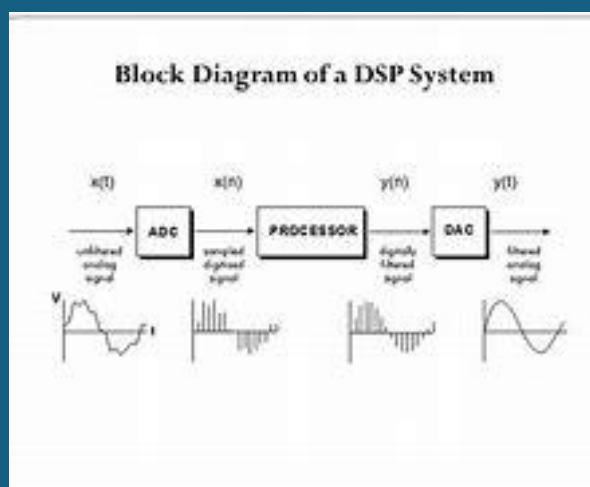 Block Diagram of a DSP System
x(t) x(n) y(n) y(t)
ADC PROCESSOR DAC
unfiltered
analog
signal
sampled
digitized
signal
digitally
filtered
signal
filtered
analog
signal
V
t